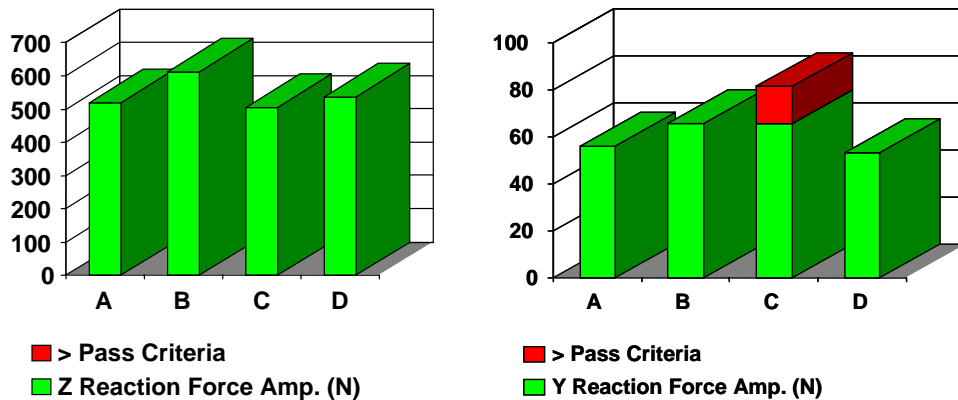 700
600
500
400
300
200
100
0
A B C D
> Pass Criteria
Z Reaction Force Amp. (N)
100
80
60
40
20
0
A B C D
> Pass Criteria
Y Reaction Force Amp. (N)